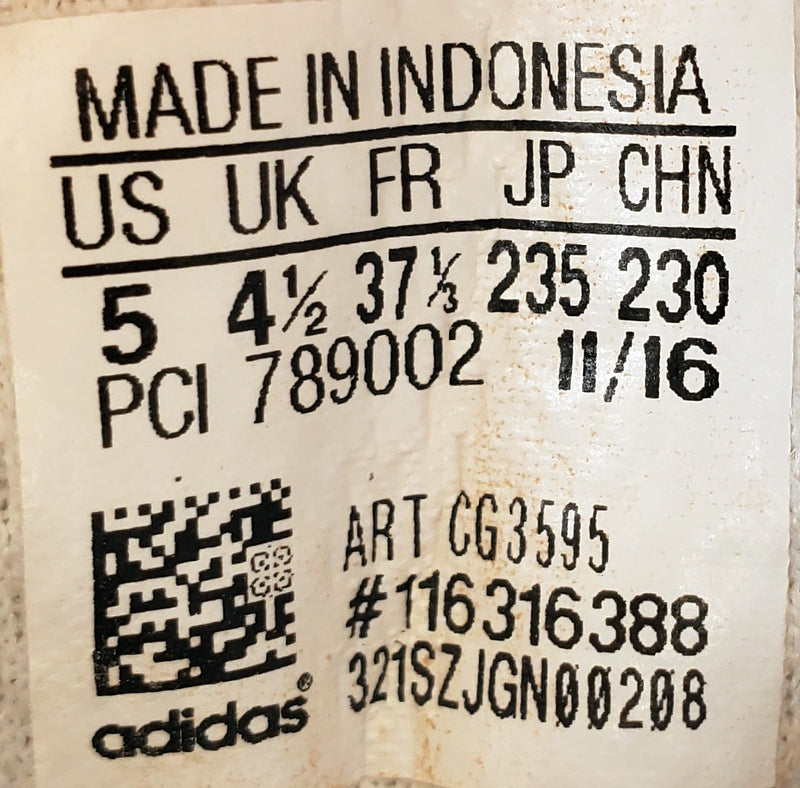 MADE IN INDONESIA
US UK FR JP CHN
5 4½ 37⅓ 235 230
PCI 789002 11/16
ART CG3595
#116316388
321SZJGN00208
adidas®